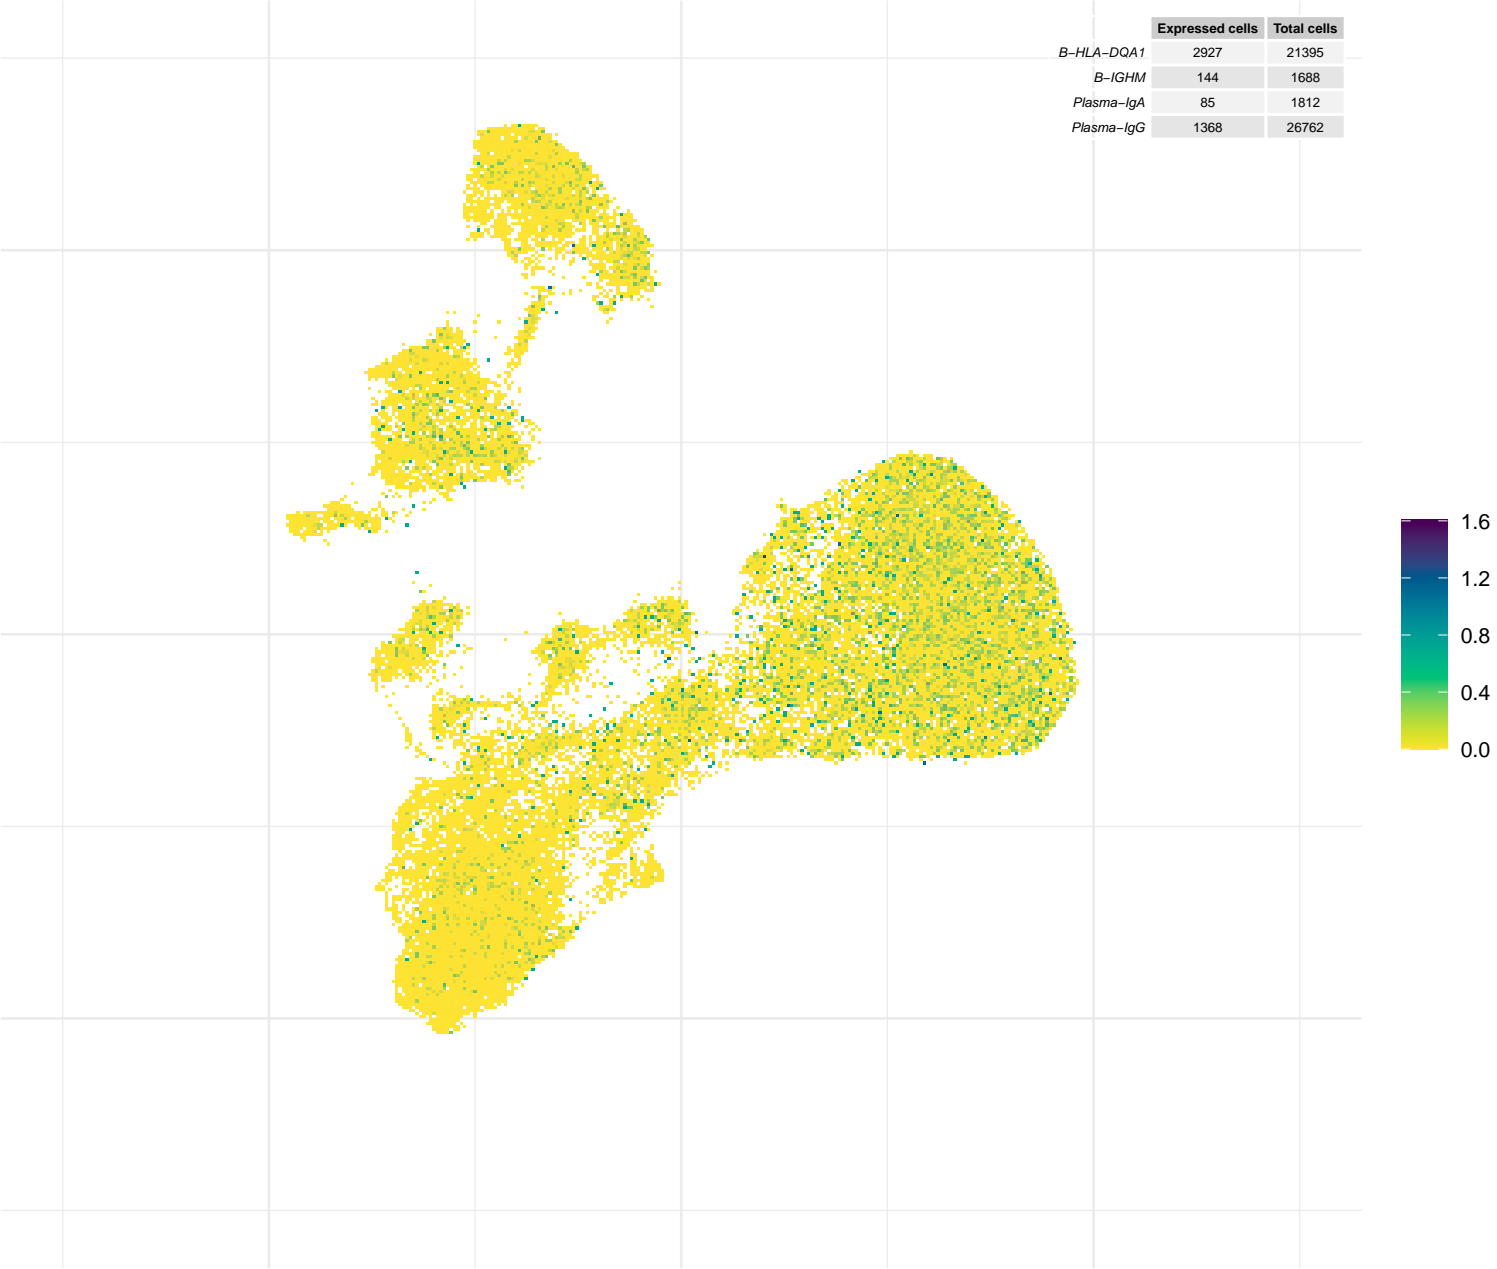 Expressed cells Total cells
B−HLA−DQA1 2927 21395
B−IGHM 144 1688
Plasma−IgA 85 1812
Plasma−IgG 1368 26762
1.6
1.2
0.8
0.4
0.0